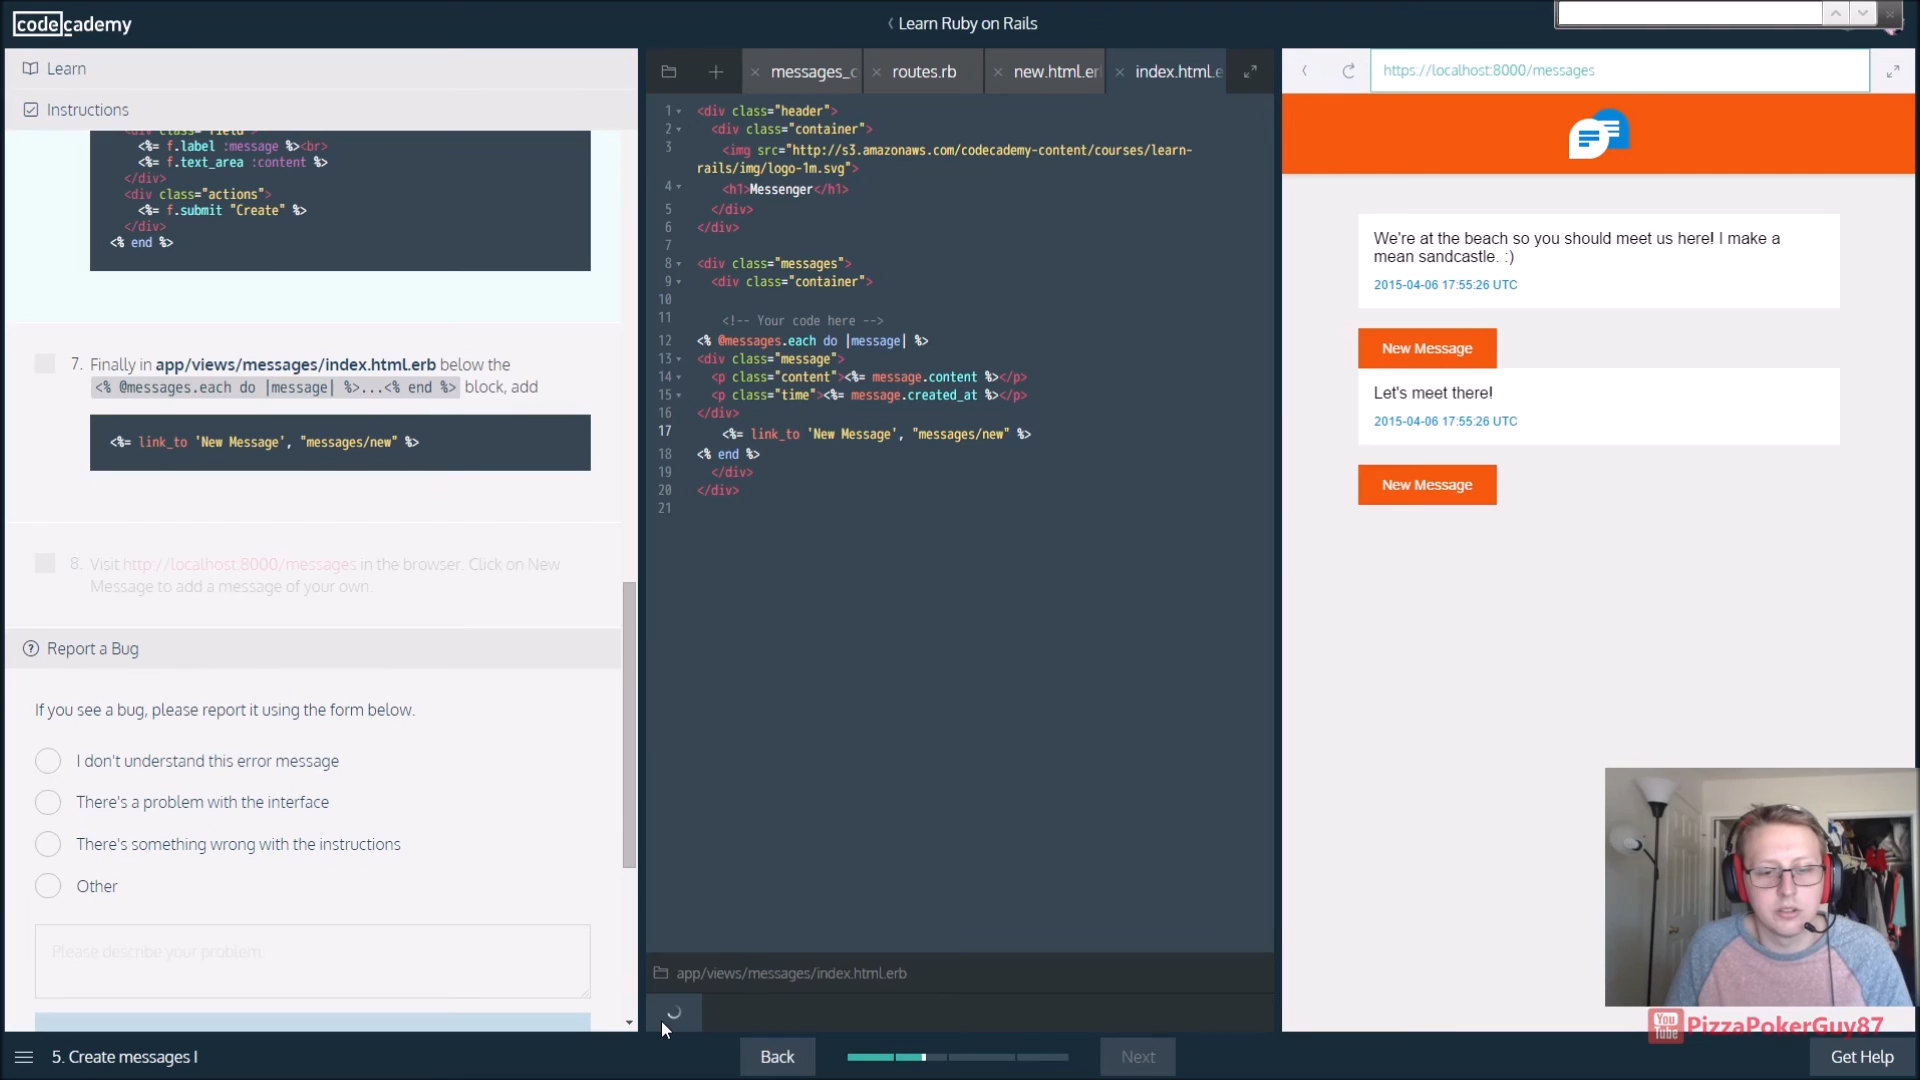 codecademy
Learn Ruby on Rails
Learn
Instructions
<%= f.label :message %><br>
<%= f.text_area :content %>
</div>
<div class="actions">
<%= f.submit "Create" %>
</div>
<% end %>
7. Finally in app/views/messages/index.html.erb below the
<% @messages.each do |message| %>...<% end %> block, add
<%= link_to 'New Message', "messages/new" %>
8. Visit http://localhost:8000/messages in the browser. Click on New
Message to add a message of your own.
Report a Bug
If you see a bug, please report it using the form below.
I don't understand this error message
There's a problem with the interface
There's something wrong with the instructions
Other
Please describe your problem.
messages_c
routes.rb
new.html.er
index.html.e
1 <div class="header">
2 <div class="container">
3 <img src="http://s3.amazonaws.com/codecademy-content/courses/learn-
rails/img/logo-1m.svg">
4 <h1>Messenger</h1>
5 </div>
6 </div>
7
8 <div class="messages">
9 <div class="container">
10
11 <!-- Your code here -->
12 <% @messages.each do |message| %>
13 <div class="message">
14 <p class="content"><%= message.content %></p>
15 <p class="time"><%= message.created_at %></p>
16 </div>
17 <%= link_to 'New Message', "messages/new" %>
18 <% end %>
19 </div>
20 </div>
21
app/views/messages/index.html.erb
https://localhost:8000/messages
We're at the beach so you should meet us here! I make a
mean sandcastle. :)
2015-04-06 17:55:26 UTC
New Message
Let's meet there!
2015-04-06 17:55:26 UTC
New Message
You
Tube
PizzaPokerGuy87
5. Create messages I
Back
Next
Get Help